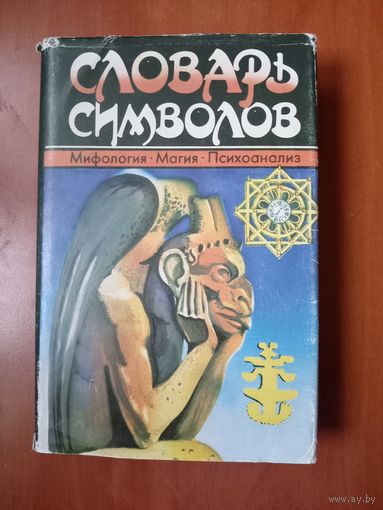 СЛОВАРЬ
СИМВОЛОВ
Мифология · Магия · Психоанализ
www.ay.by